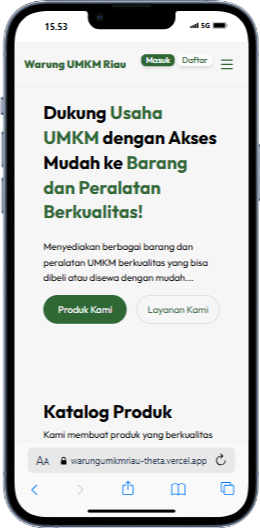 15.53
5G
Warung UMKM Riau
Masuk
Daftar
Dukung Usaha
UMKM dengan Akses
Mudah ke Barang
dan Peralatan
Berkualitas!
Menyediakan berbagai barang dan
peralatan UMKM berkualitas yang bisa
dibeli atau disewa dengan mudah...
Produk Kami
Layanan Kami
Katalog Produk
Kami membuat produk yang berkualitas
AA
warungumkmriau-theta.vercel.app